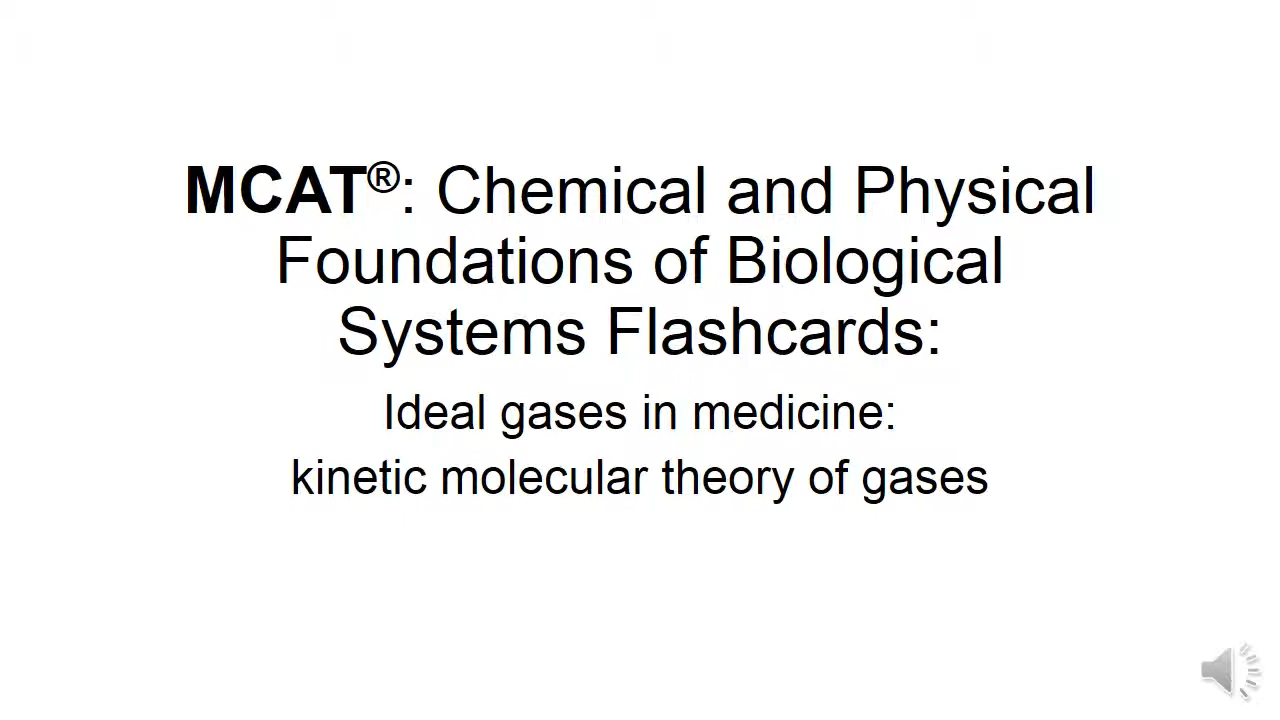 MCAT®: Chemical and Physical
Foundations of Biological
Systems Flashcards:
Ideal gases in medicine:
kinetic molecular theory of gases